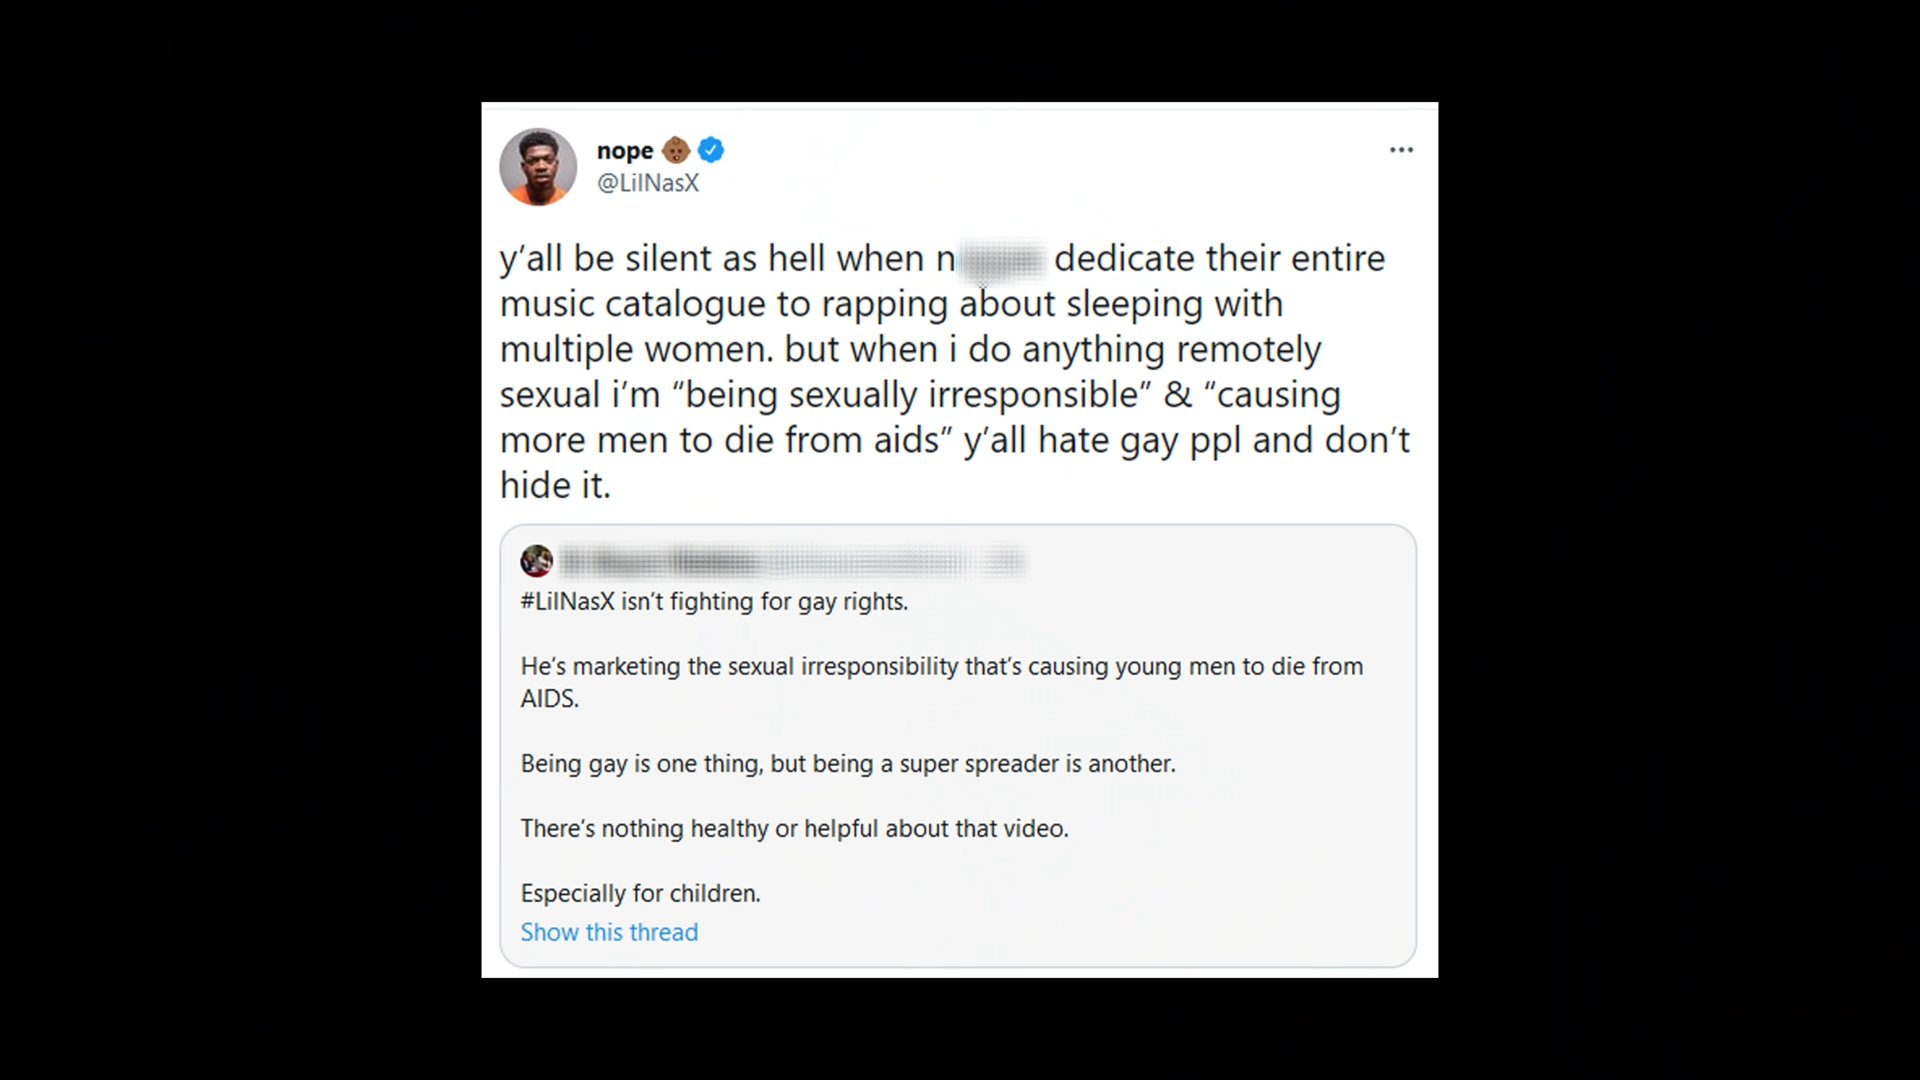 nope
@LilNasX
y’all be silent as hell when n dedicate their entire
music catalogue to rapping about sleeping with
multiple women. but when i do anything remotely
sexual i’m “being sexually irresponsible” & “causing
more men to die from aids” y’all hate gay ppl and don’t
hide it.
#LilNasX isn’t fighting for gay rights.
He’s marketing the sexual irresponsibility that’s causing young men to die from
AIDS.
Being gay is one thing, but being a super spreader is another.
There’s nothing healthy or helpful about that video.
Especially for children.
Show this thread